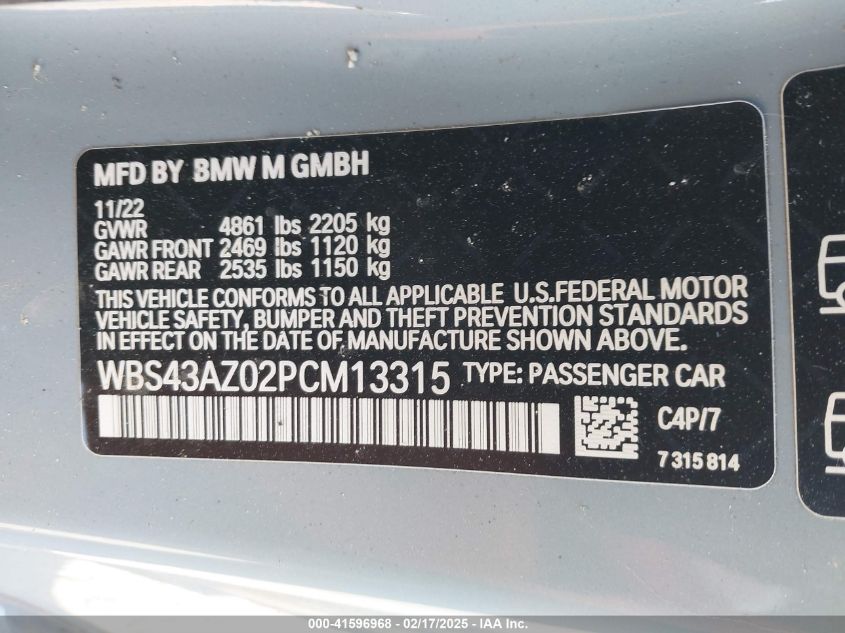 MFD BY BMW M GMBH
11/22
GVWR 4861 lbs 2205 kg
GAWR FRONT 2469 lbs 1120 kg
GAWR REAR 2535 lbs 1150 kg
THIS VEHICLE CONFORMS TO ALL APPLICABLE U.S.FEDERAL MOTOR
VEHICLE SAFETY, BUMPER AND THEFT PREVENTION STANDARDS
IN EFFECT ON THE DATE OF MANUFACTURE SHOWN ABOVE.
WBS43AZ02PCM13315 TYPE: PASSENGER CAR
C4P/7
7315814
000-41596968 - 02/17/2025 - IAA Inc.